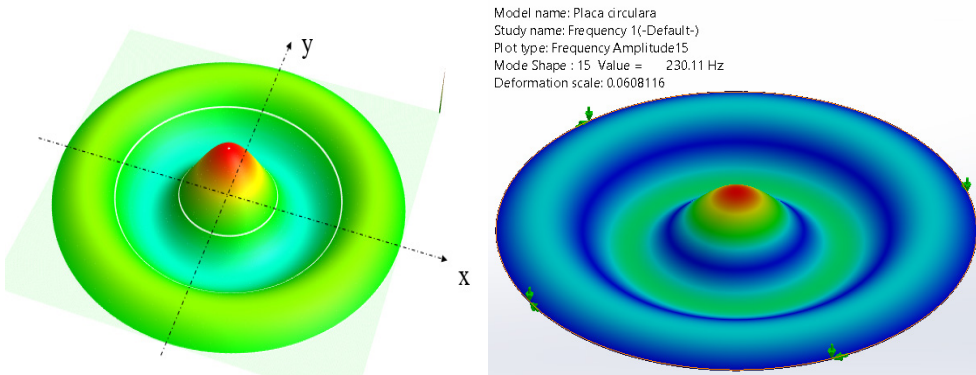 y
x
Model name: Placa circulara
Study name: Frequency 1(-Default-)
Plot type: Frequency Amplitude15
Mode Shape : 15 Value = 230.11 Hz
Deformation scale: 0.0608116